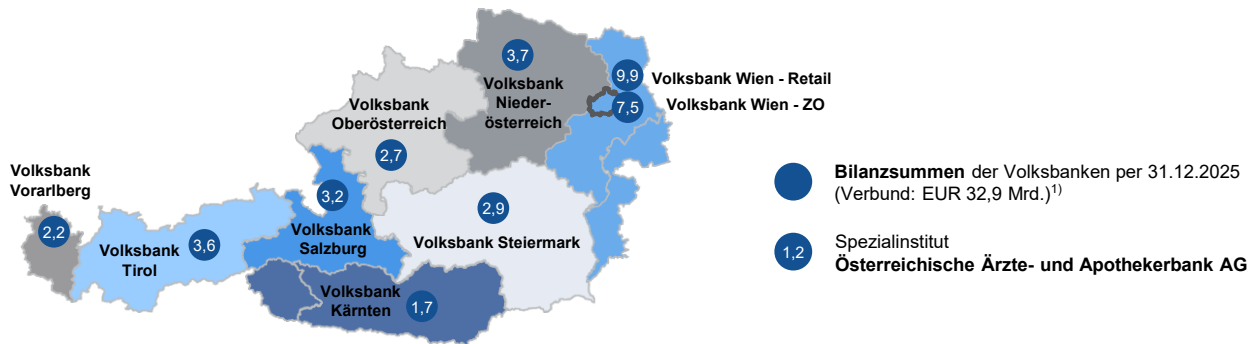 3,7
Volksbank
Nieder-
österreich
9,9
Volksbank Wien - Retail
7,5
Volksbank Wien - ZO
Volksbank
Oberösterreich
2,7
Volksbank
Vorarlberg
2,2
Volksbank
Tirol
3,6
3,2
Volksbank
Salzburg
2,9
Volksbank Steiermark
Volksbank
Kärnten
1,7
Bilanzsummen der Volksbanken per 31.12.2025
(Verbund: EUR 32,9 Mrd.)1)
1,2
Spezialinstitut
Österreichische Ärzte- und Apothekerbank AG